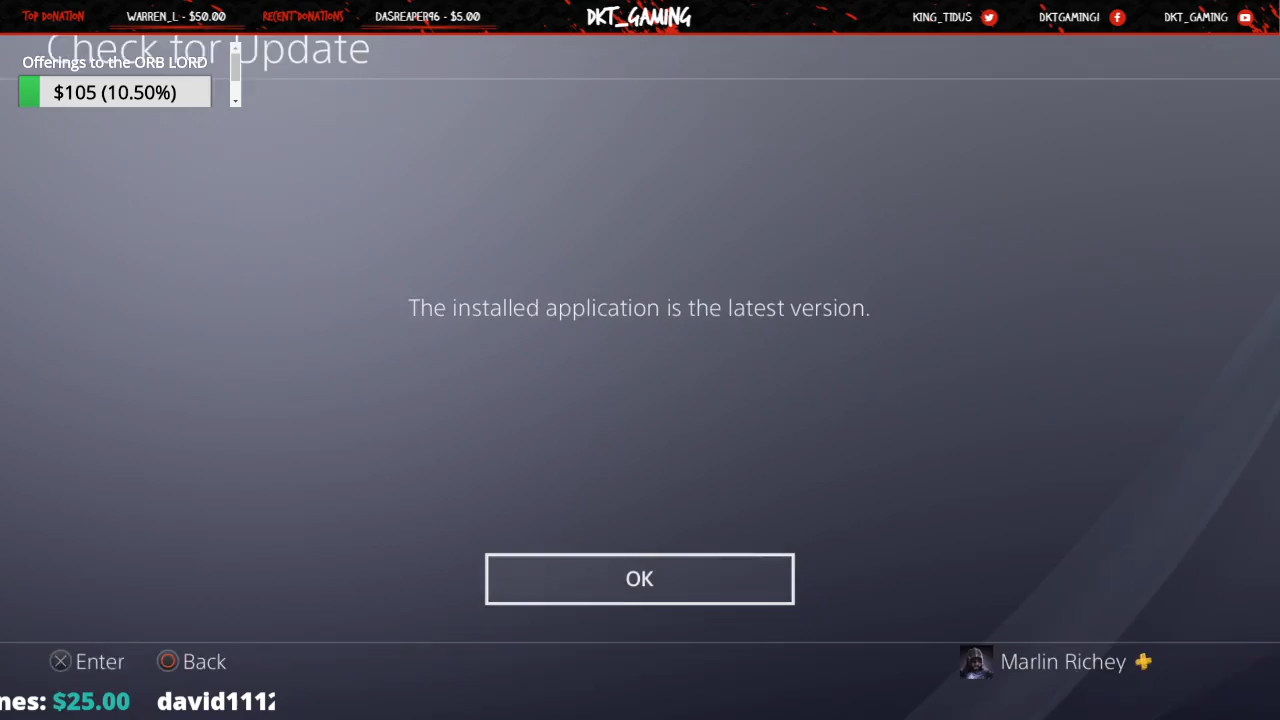 TOP DONATION WARREN_L - $50.00 RECENT DONATIONS DASREAPER96 - $5.00 DKT_GAMING KING_TIDUS DKTGAMING1 DKT_GAMING
Check for Update
Offerings to the ORB LORD
$105 (10.50%)
The installed application is the latest version.
OK
Enter Back Marlin Richey
nes: $25.00 david1112